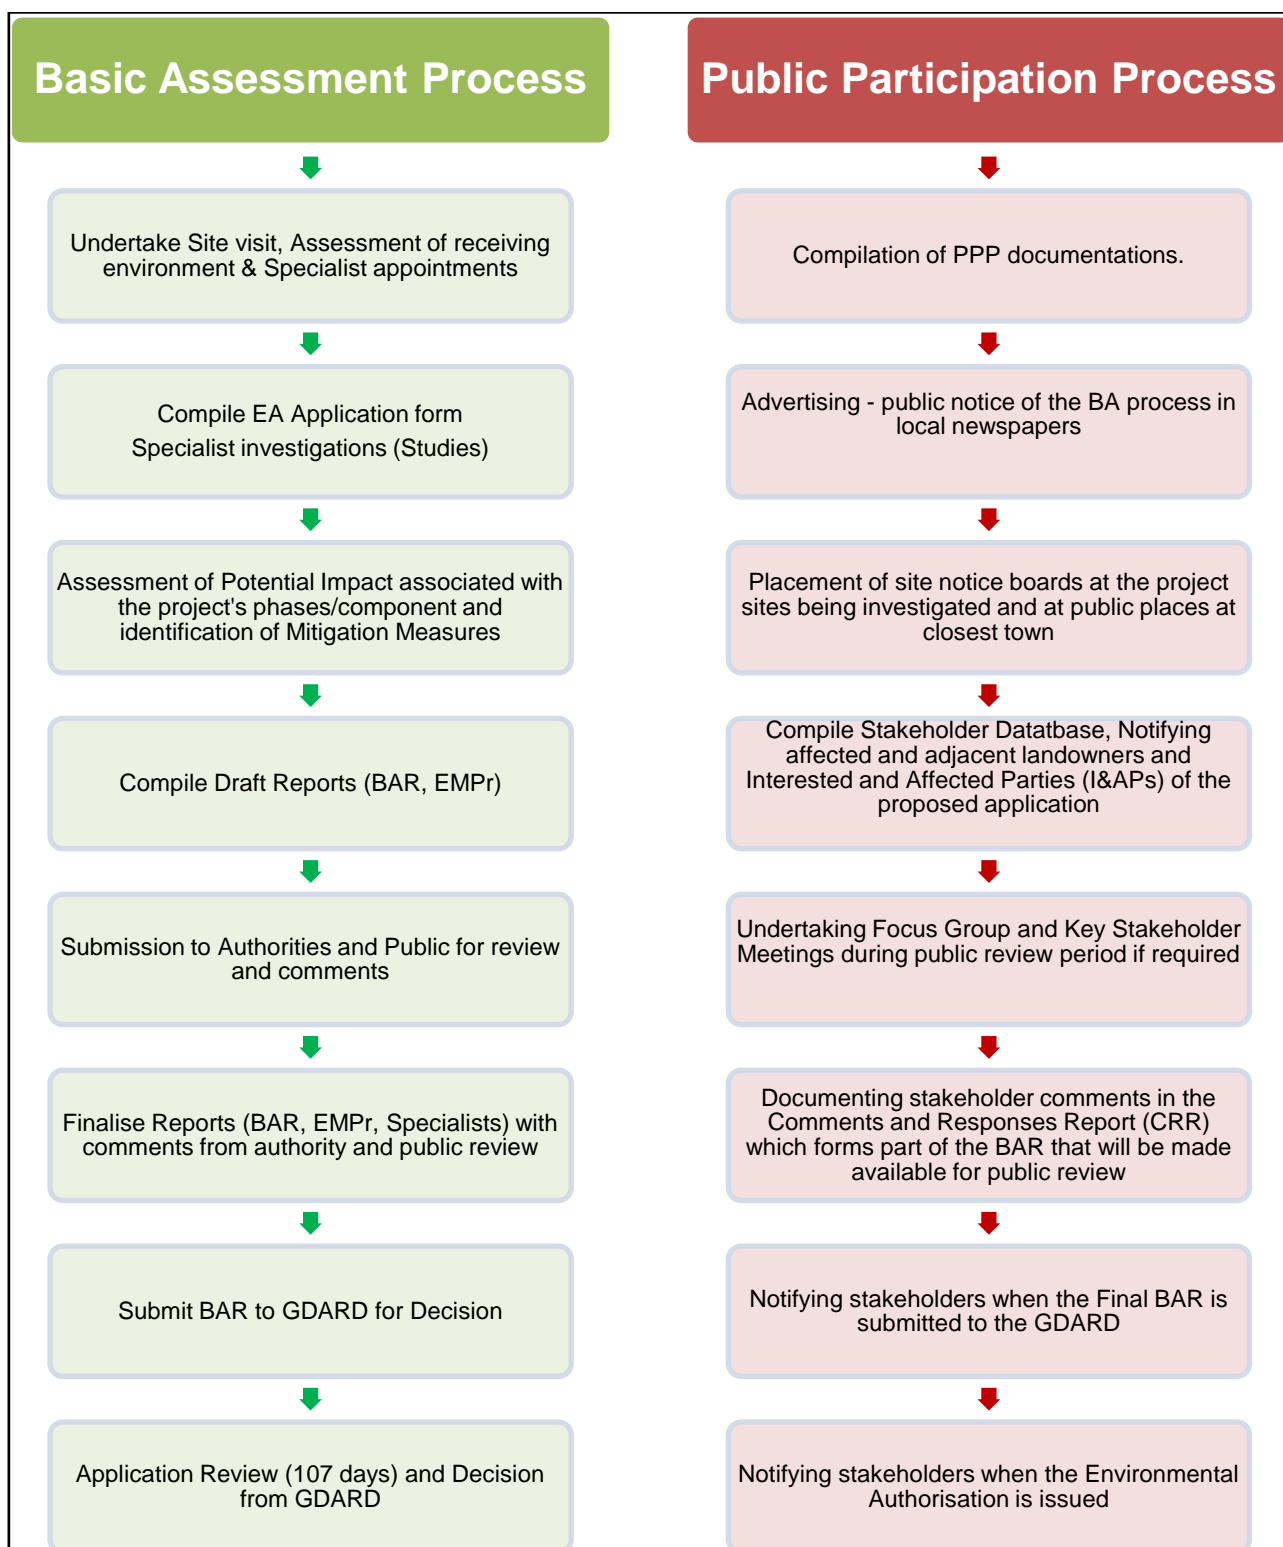 Basic Assessment Process
Undertake Site visit, Assessment of receiving
environment & Specialist appointments
Compile EA Application form
Specialist investigations (Studies)
Assessment of Potential Impact associated with
the project's phases/component and
identification of Mitigation Measures
Compile Draft Reports (BAR, EMPr)
Submission to Authorities and Public for review
and comments
Finalise Reports (BAR, EMPr, Specialists) with
comments from authority and public review
Submit BAR to GDARD for Decision
Application Review (107 days) and Decision
from GDARD
Public Participation Process
Compilation of PPP documentations.
Advertising - public notice of the BA process in
local newspapers
Placement of site notice boards at the project
sites being investigated and at public places at
closest town
Compile Stakeholder Datatbase, Notifying
affected and adjacent landowners and
Interested and Affected Parties (I&APs) of the
proposed application
Undertaking Focus Group and Key Stakeholder
Meetings during public review period if required
Documenting stakeholder comments in the
Comments and Responses Report (CRR)
which forms part of the BAR that will be made
available for public review
Notifying stakeholders when the Final BAR is
submitted to the GDARD
Notifying stakeholders when the Environmental
Authorisation is issued